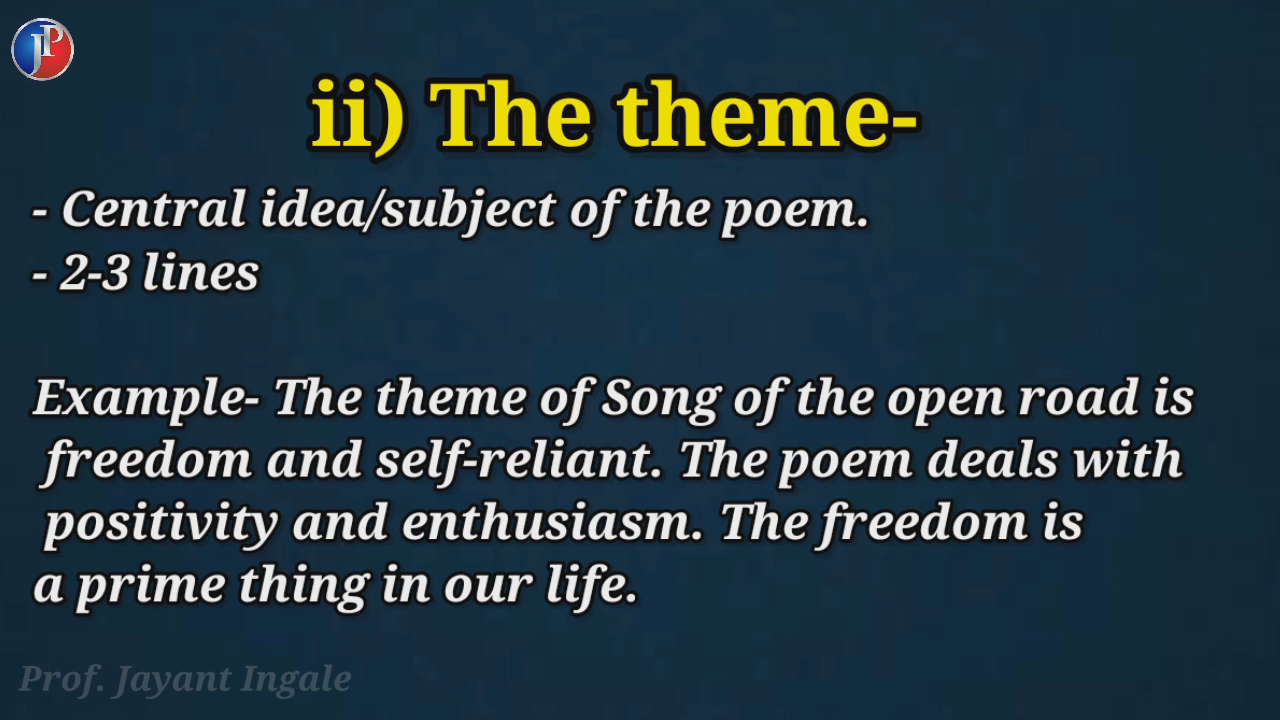 JP
ii) The theme-
- Central idea/subject of the poem.
- 2-3 lines
Example- The theme of Song of the open road is
freedom and self-reliant. The poem deals with
positivity and enthusiasm. The freedom is
a prime thing in our life.
Prof. Jayant Ingale